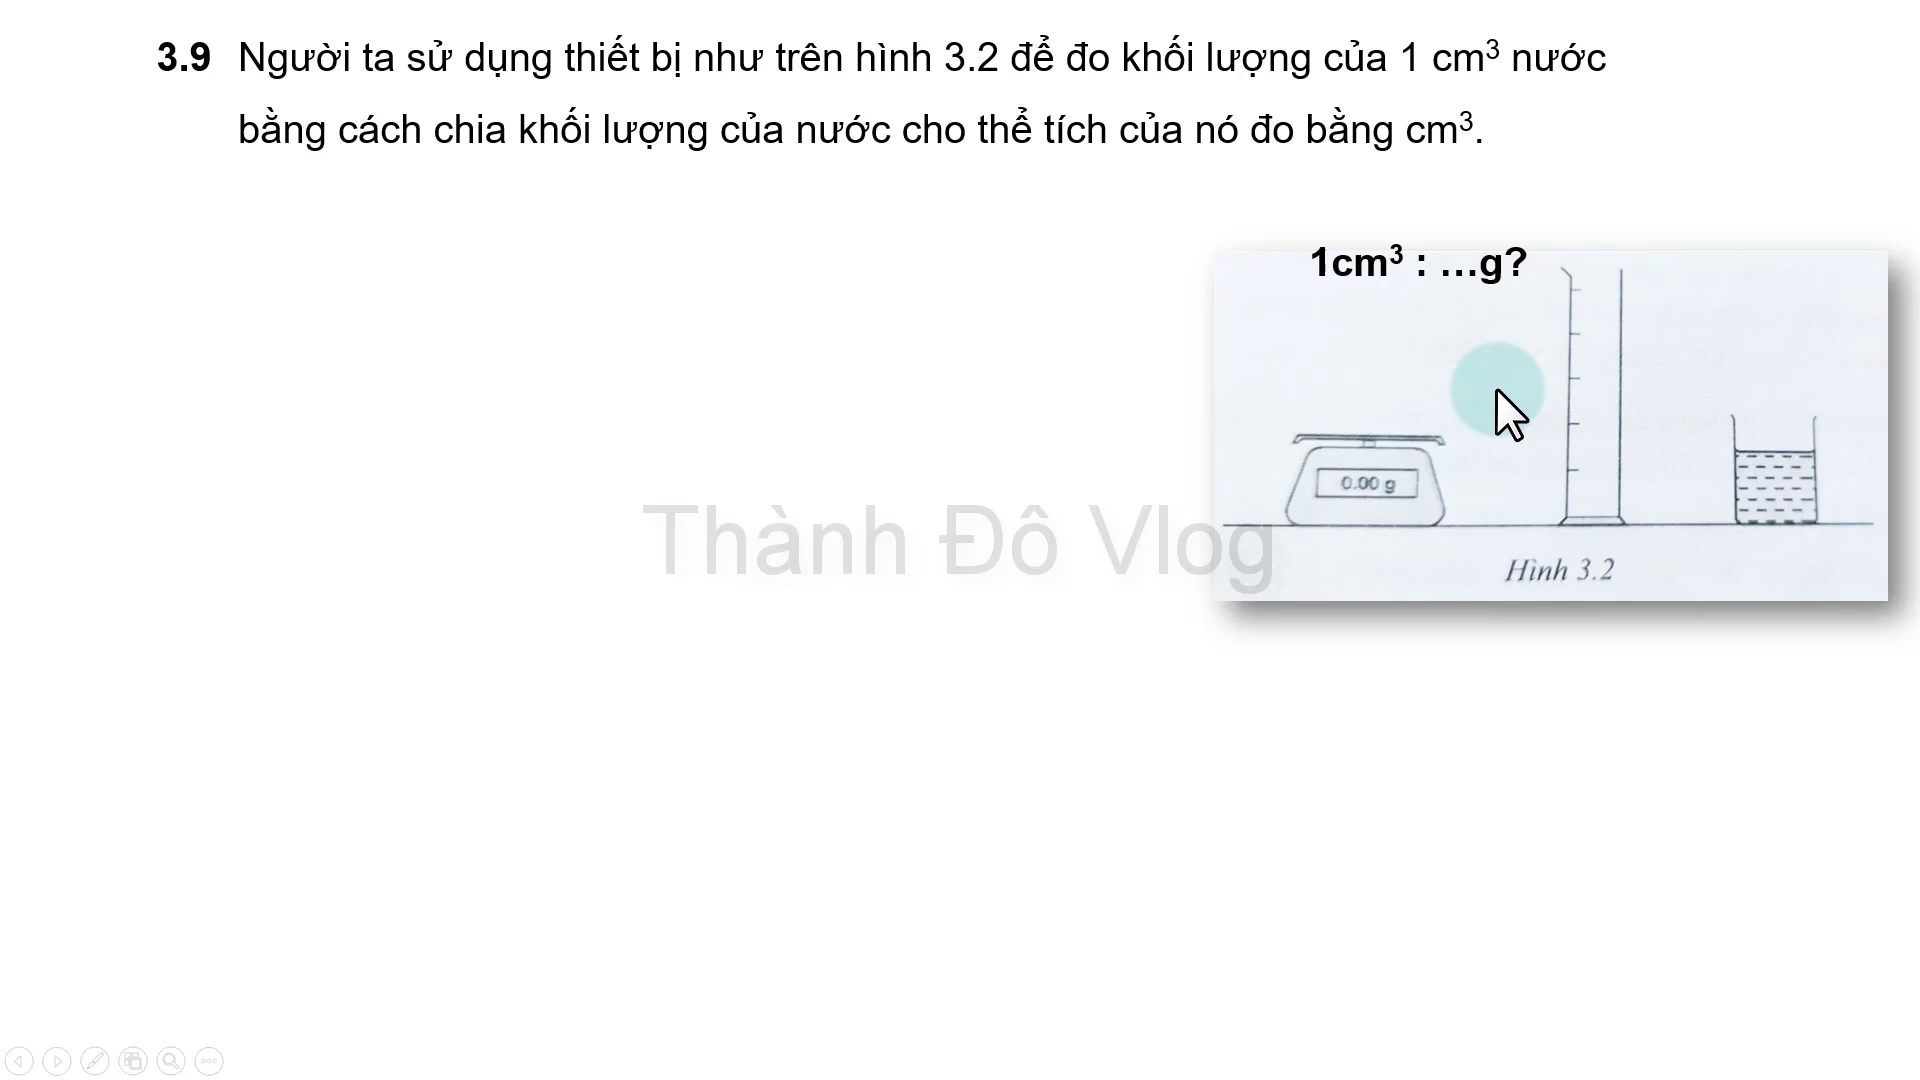 3.9 Người ta sử dụng thiết bị như trên hình 3.2 để đo khối lượng của 1 cm³ nước
bằng cách chia khối lượng của nước cho thể tích của nó đo bằng cm³.
1cm³ : ...g?
0.00 g
Thành Đô Vlog
Hình 3.2